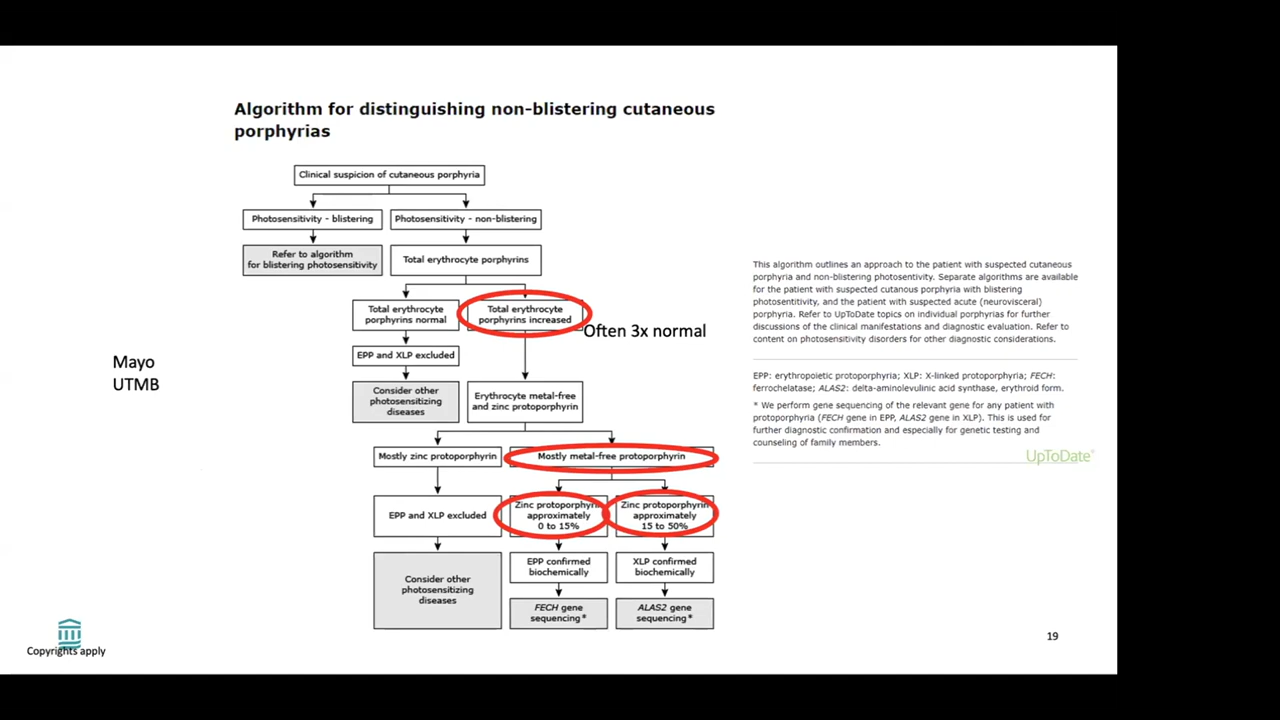 Algorithm for distinguishing non-blistering cutaneous
porphyrias
Clinical suspicion of cutaneous porphyria
Photosensitivity - blistering
Photosensitivity - non-blistering
Refer to algorithm
for blistering photosensitivity
Total erythrocyte porphyrins
Total erythrocyte
porphyrins normal
Total erythrocyte
porphyrins increased
Often 3x normal
EPP and XLP excluded
Consider other
photosensitizing
diseases
Erythrocyte metal-free
and zinc protoporphyrin
Mostly zinc protoporphyrin
Mostly metal-free protoporphyrin
EPP and XLP excluded
Zinc protoporphyrin
approximately
0 to 15%
Zinc protoporphyrin
approximately
15 to 50%
Consider other
photosensitizing
diseases
EPP confirmed
biochemically
XLP confirmed
biochemically
FECH gene
sequencing*
ALAS2 gene
sequencing*
Mayo
UTMB
This algorithm outlines an approach to the patient with suspected cutaneous
porphyria and non-blistering photosentivity. Separate algorithms are available
for the patient with suspected cutanous porphyria with blistering
photosentitivity, and the patient with suspected acute (neurovisceral)
porphyria. Refer to UpToDate topics on individual porphyrias for further
discussions of the clinical manifestations and diagnostic evaluation. Refer to
content on photosensitivity disorders for other diagnostic considerations.
EPP: erythropoietic protoporphyria; XLP: X-linked protoporphyria; FECH:
ferrochelatase; ALAS2: delta-aminolevulinic acid synthase, erythroid form.
* We perform gene sequencing of the relevant gene for any patient with
protoporphyria (FECH gene in EPP, ALAS2 gene in XLP). This is used for
further diagnostic confirmation and especially for genetic testing and
counseling of family members.
UpToDate®
Copyrights apply
19